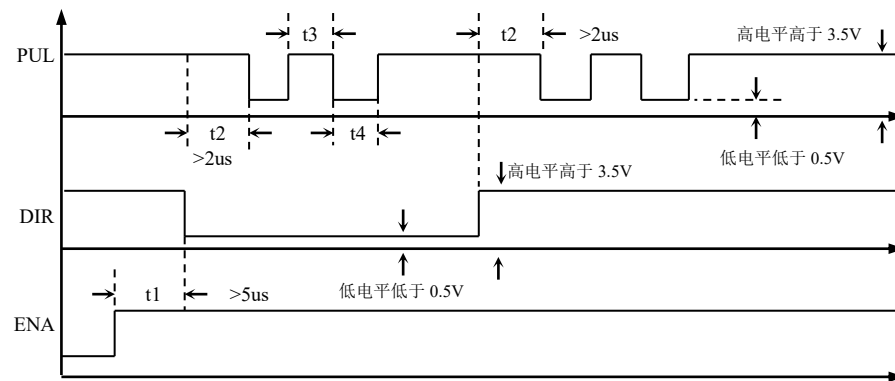 t3
t2
>2us
高电平高于 3.5V
PUL
t2
t4
>2us
低电平低于 0.5V
高电平高于 3.5V
DIR
t1
>5us
低电平低于 0.5V
ENA